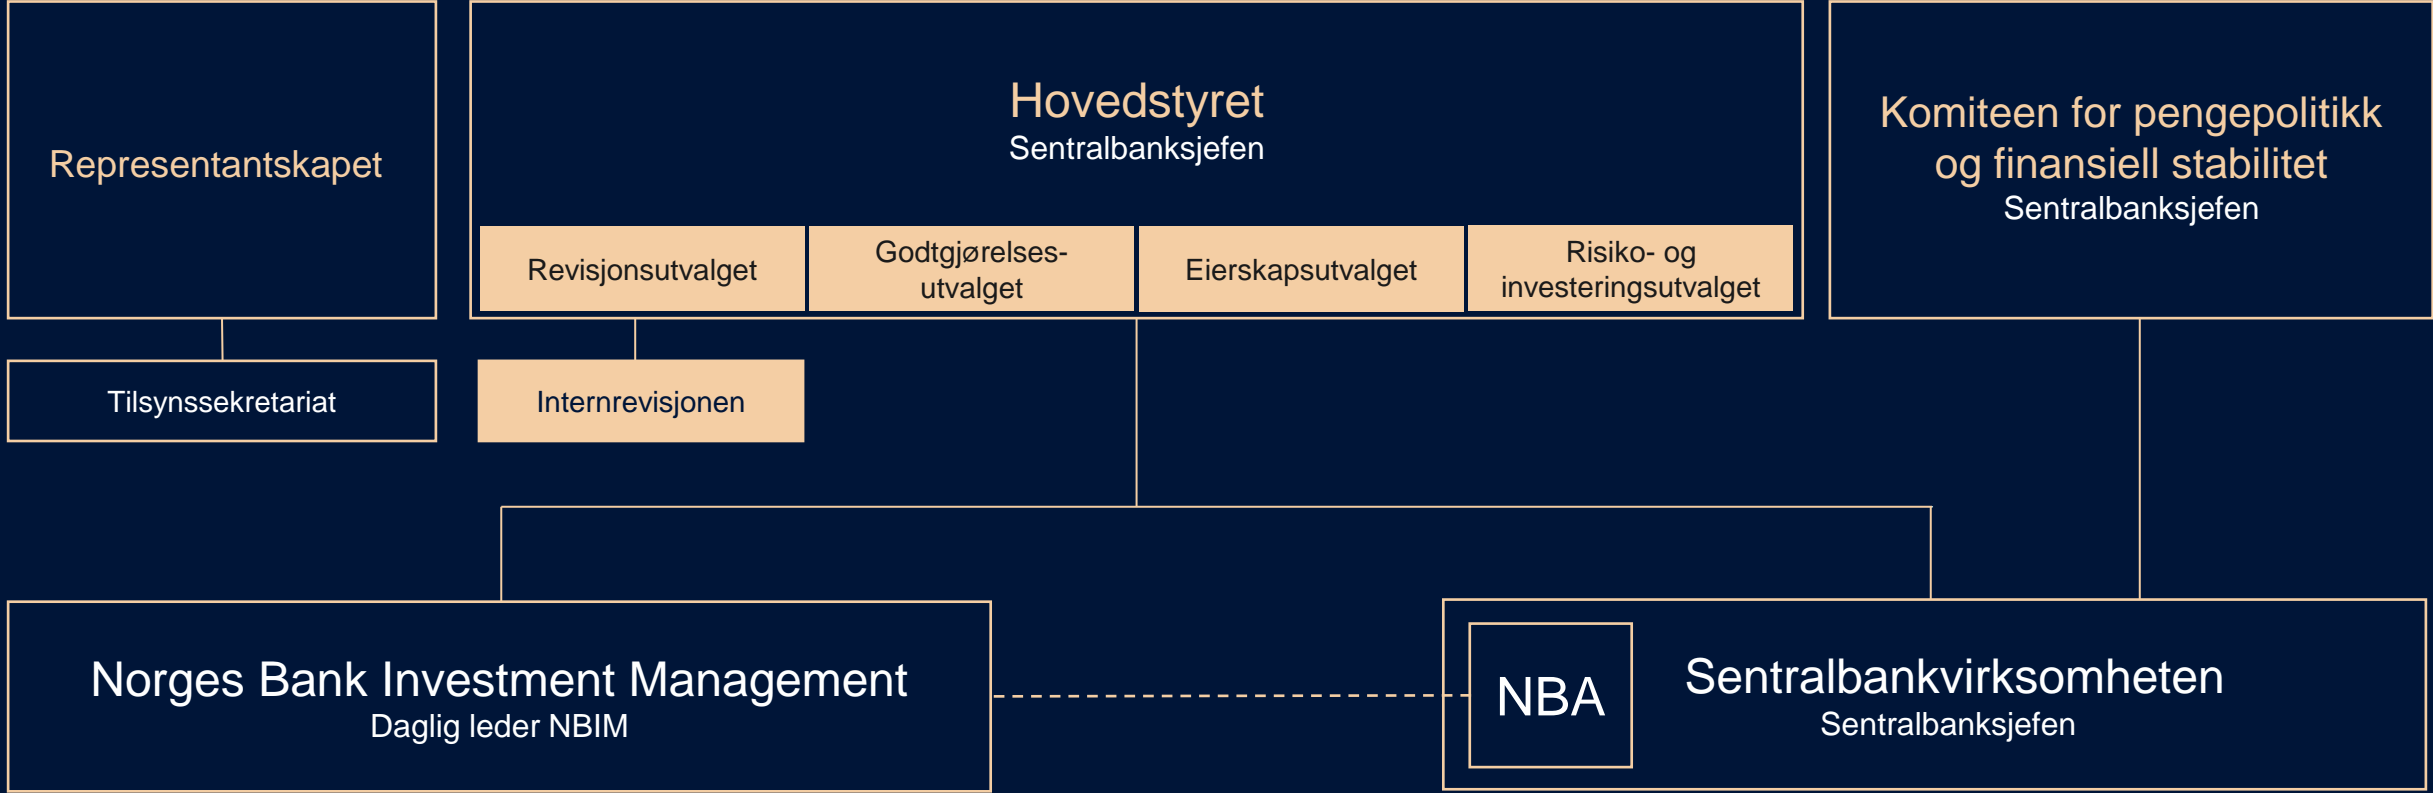 Representantskapet
Hovedstyret
Sentralbanksjefen
Komiteen for pengepolitikk
og finansiell stabilitet
Sentralbanksjefen
Revisjonsutvalget
Godtgjørelses-
utvalget
Eierskapsutvalget
Risiko- og
investeringsutvalget
Tilsynssekretariat
Internrevisjonen
Norges Bank Investment Management
Daglig leder NBIM
NBA
Sentralbankvirksomheten
Sentralbanksjefen